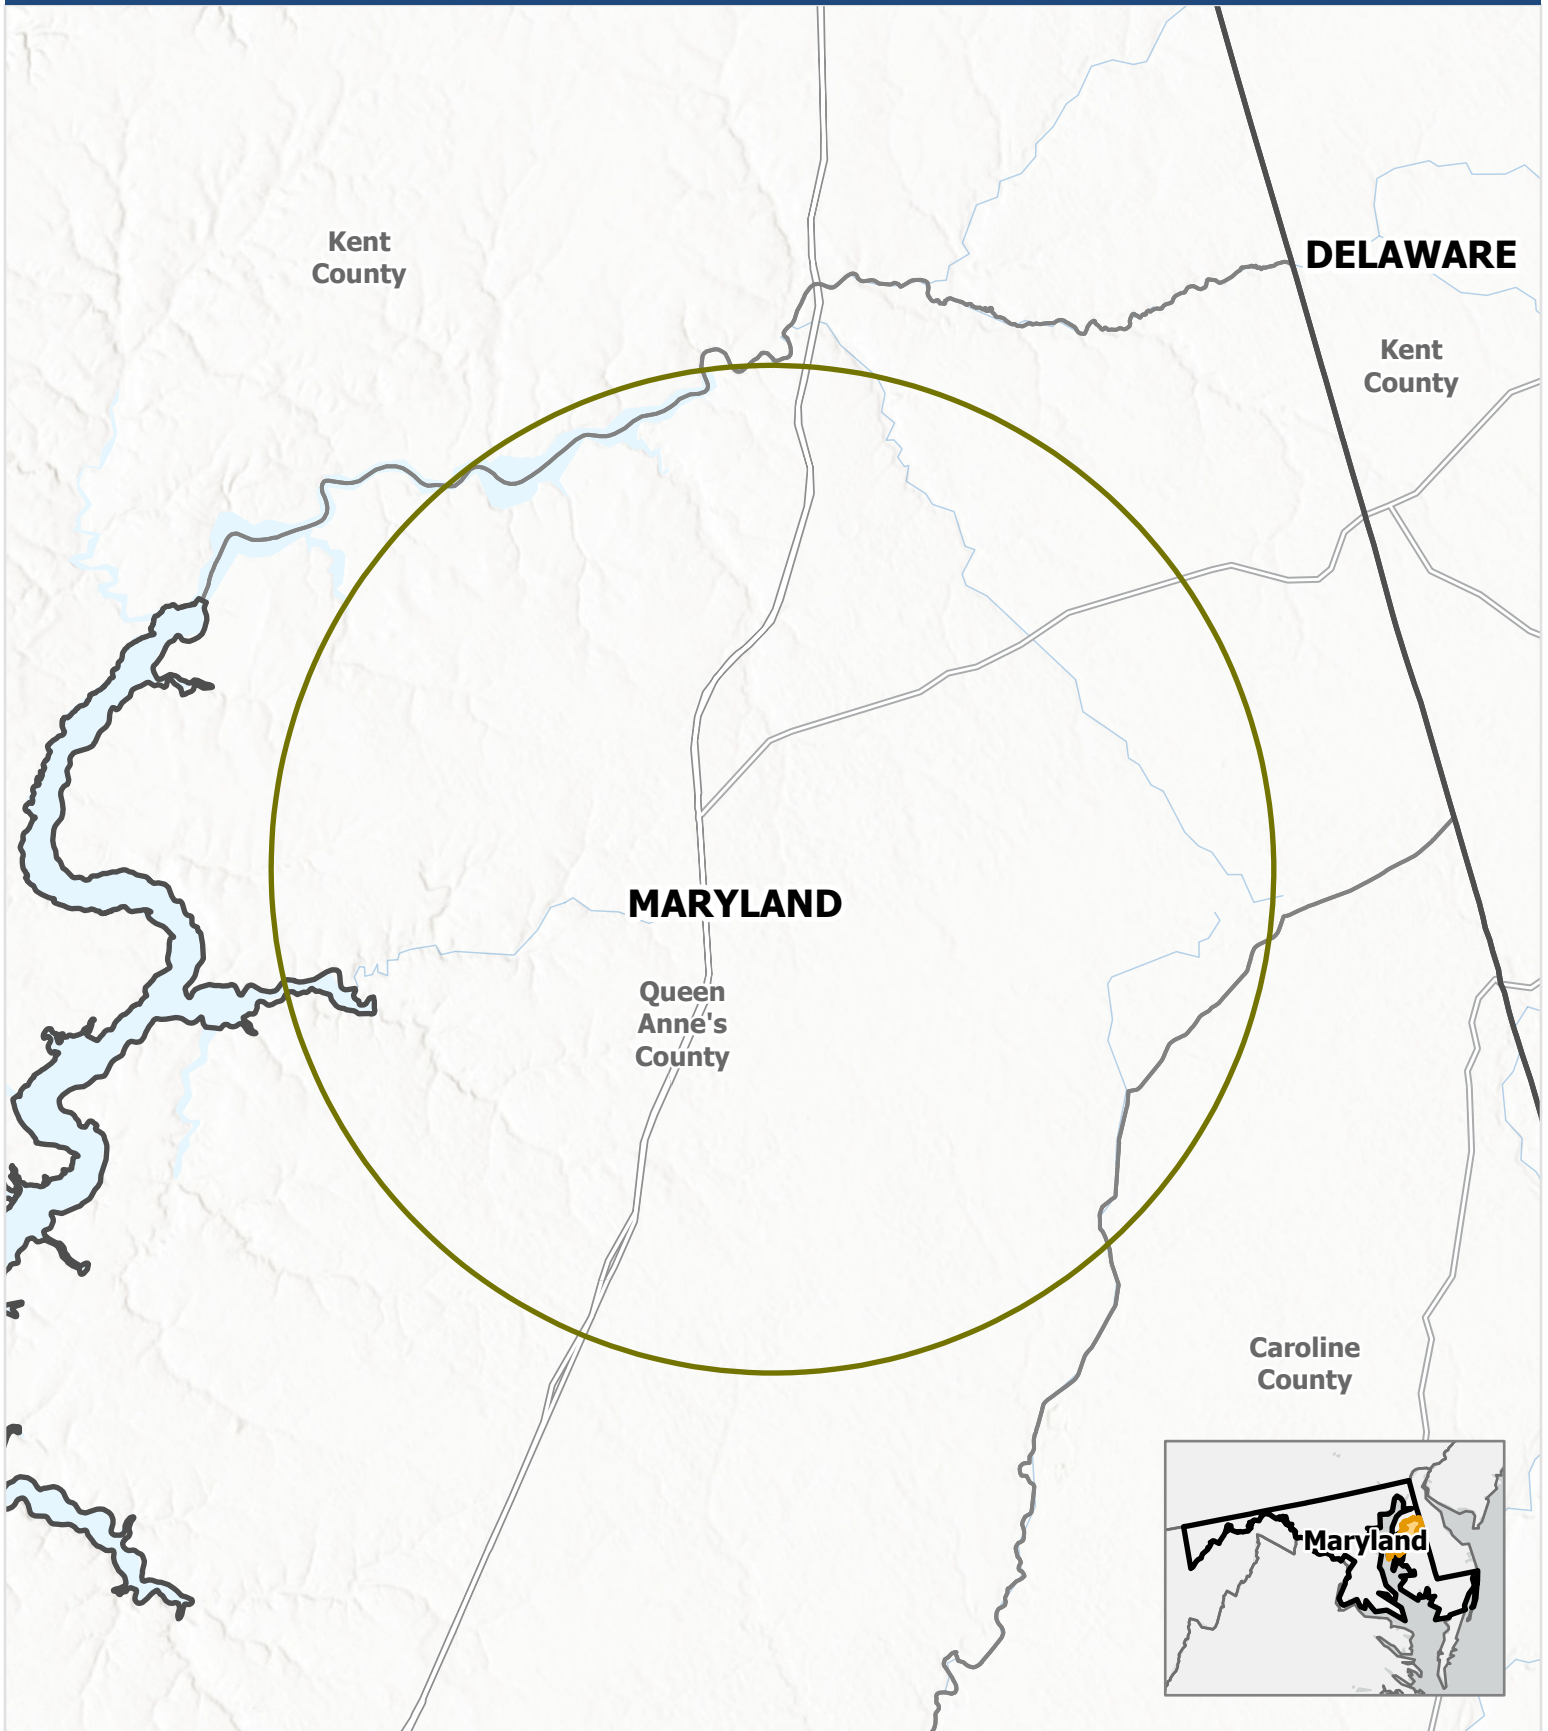 Kent
County
DELAWARE
Kent
County
MARYLAND
Queen
Anne's
County
Caroline
County
Maryland